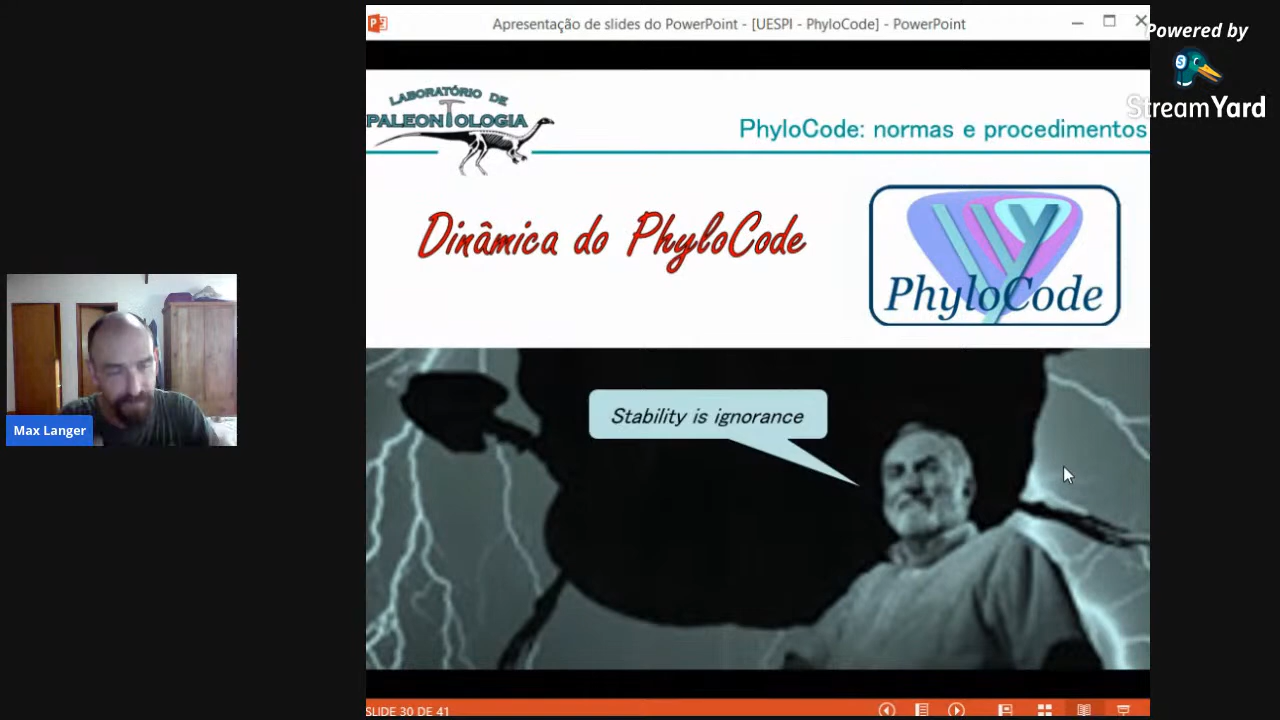 Apresentação de slides do PowerPoint - [UESPI - PhyloCode] - PowerPoint
Powered by
StreamYard
LABORATÓRIO DE
PALEONTOLOGIA
PhyloCode: normas e procedimentos
Dinâmica do PhyloCode
PhyloCode
Stability is ignorance
Max Langer
SLIDE 30 DE 41